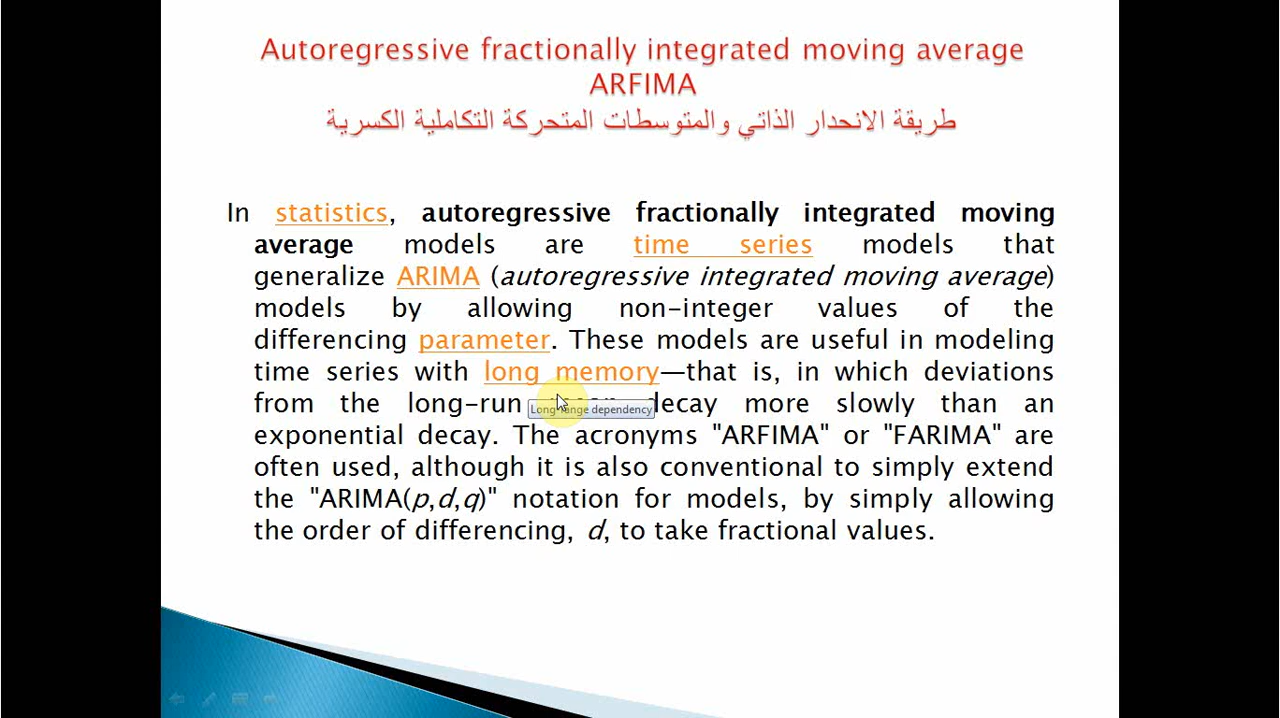 Autoregressive fractionally integrated moving average
ARFIMA
طريقة الانحدار الذاتي والمتوسطات المتحركة التكاملية الكسرية
In statistics, autoregressive fractionally integrated moving
average models are time series models that
generalize ARIMA (autoregressive integrated moving average)
models by allowing non-integer values of the
differencing parameter. These models are useful in modeling
time series with long memory—that is, in which deviations
from the long-run decay more slowly than an
Long-range dependency
exponential decay. The acronyms "ARFIMA" or "FARIMA" are
often used, although it is also conventional to simply extend
the "ARIMA(p,d,q)" notation for models, by simply allowing
the order of differencing, d, to take fractional values.